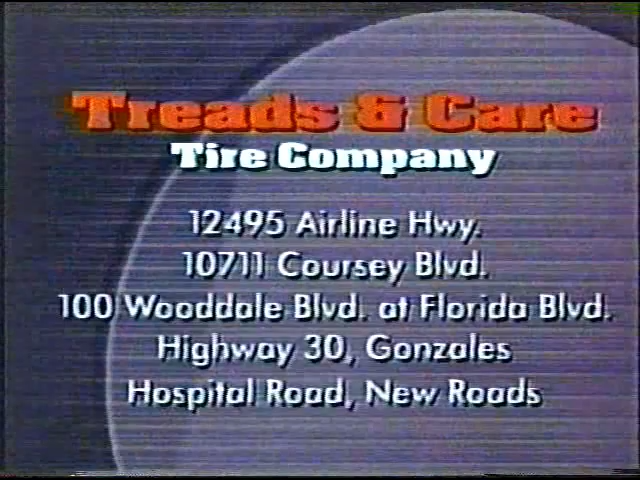 Treads & Care
Tire Company
12495 Airline Hwy.
10711 Coursey Blvd.
100 Wooddale Blvd. at Florida Blvd.
Highway 30, Gonzales
Hospital Road, New Roads